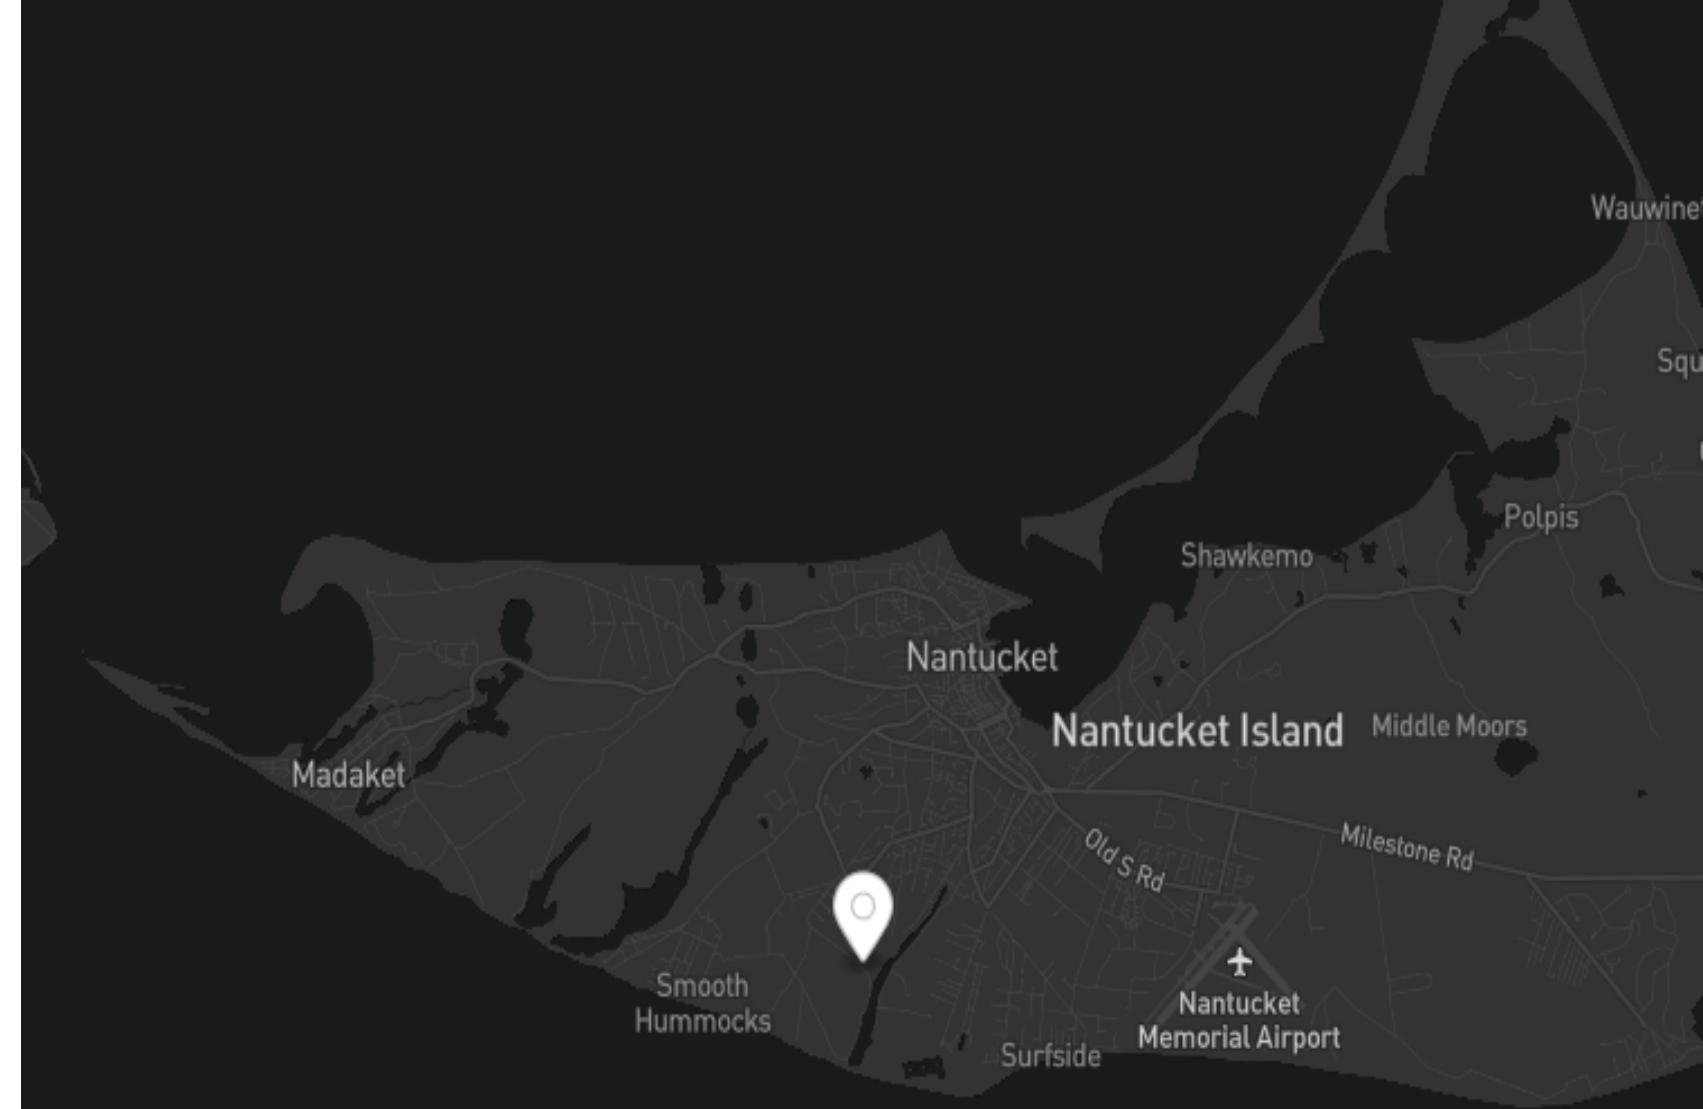 Wauwine
Squ
Polpis
Shawkemo
Nantucket
Nantucket Island
Middle Moors
Madaket
Old S Rd
Milestone Rd
Smooth
Hummocks
Nantucket
Memorial Airport
Surfside